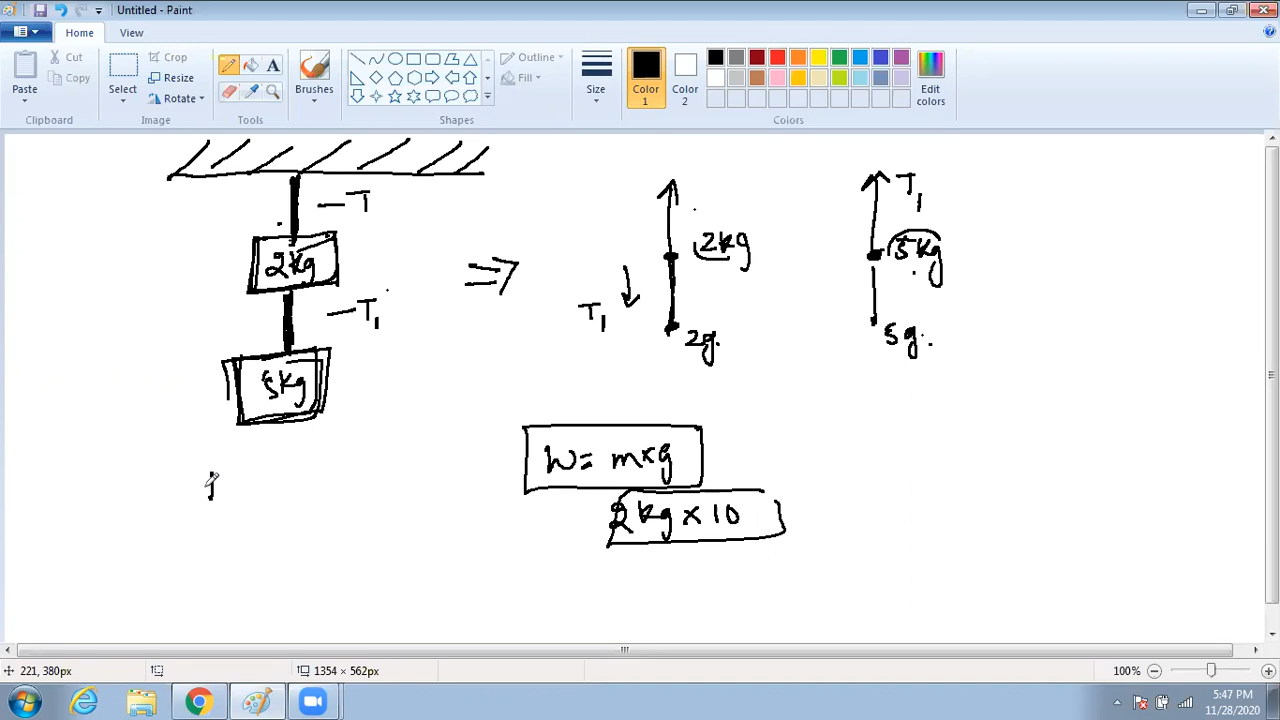 Untitled - Paint
Home View
Paste
Cut
Copy
Clipboard
Select
Crop
Resize
Rotate
Image
A
Tools
Brushes
Outline
Fill
Shapes
Size
Color 1
Color 2
Edit colors
Colors
T
2kg
T1
5kg
⇒
2kg
T1
2g.
T1
5kg
5g.
W = m×g
2kg × 10
221, 380px
1354 × 562px
100%
5:47 PM
11/28/2020